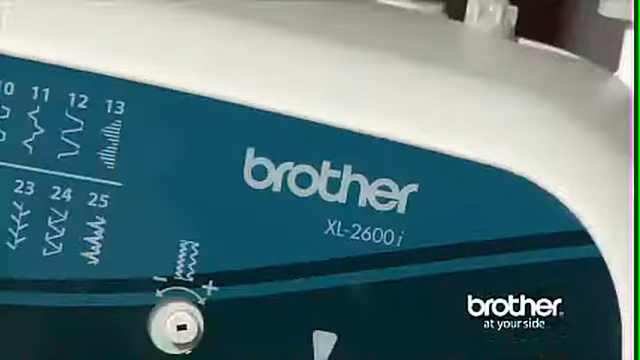 10 11 12 13
23 24 25
brother
XL-2600i
- +
brother®
at your side